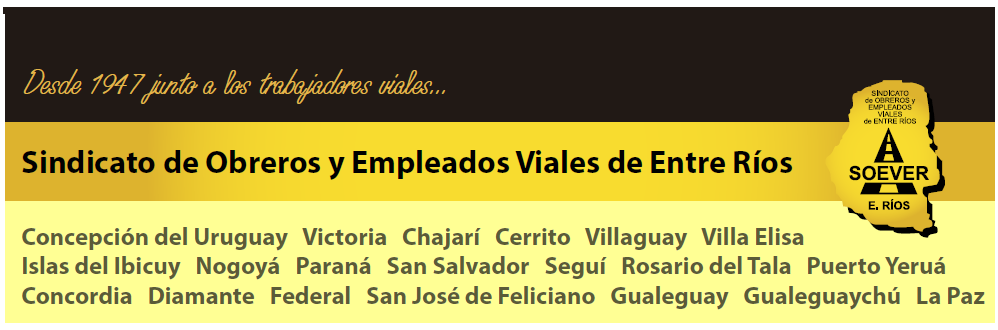 Desde 1947 junto a los trabajadores viales...
Sindicato de Obreros y Empleados Viales de Entre Ríos
SINDICATO
de OBREROS y
EMPLEADOS
VIALES
de ENTRE RÍOS
SOEVER
E. RÍOS
Concepción del Uruguay Victoria Chajarí Cerrito Villaguay Villa Elisa
Islas del Ibicuy Nogoyá Paraná San Salvador Seguí Rosario del Tala Puerto Yeruá
Concordia Diamante Federal San José de Feliciano Gualeguay Gualeguaychú La Paz